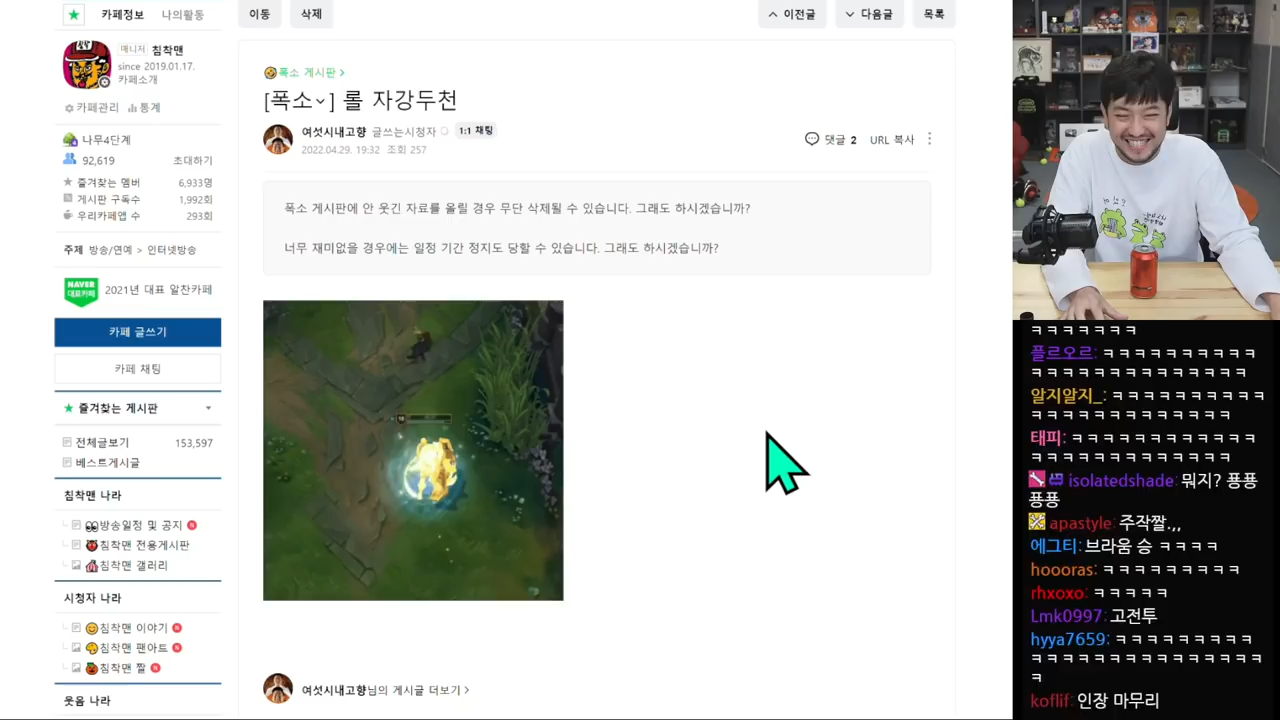 카페정보 나의활동
매니저 침착맨
since 2019.01.17.
카페소개
카페관리 통계
나무4단계
92,619 초대하기
즐겨찾는 멤버 6,933명
게시판 구독수 1,992회
우리카페앱 수 293회
주제 방송/연예 > 인터넷방송
NAVER
대표카페
2021년 대표 알찬카페
카페 글쓰기
카페 채팅
즐겨찾는 게시판
전체글보기 153,597
베스트게시글
침착맨 나라
방송일정 및 공지 N
침착맨 전용게시판
침착맨 갤러리
시청자 나라
침착맨 이야기 N
침착맨 팬아트 N
침착맨 짤 N
웃음 나라
이동 삭제 이전글 다음글 목록
폭소 게시판 >
[폭소] 롤 자강두천
여섯시내고향 글쓰는시청자 1:1 채팅
2022.04.29. 19:32 조회 257
댓글 2 URL 복사
폭소 게시판에 안 웃긴 자료를 올릴 경우 무단 삭제될 수 있습니다. 그래도 하시겠습니까?
너무 재미없을 경우에는 일정 기간 정지도 당할 수 있습니다. 그래도 하시겠습니까?
여섯시내고향님의 게시글 더보기 >
ㅋㅋㅋㅋㅋㅋㅋ
플르오르: ㅋㅋㅋㅋㅋㅋㅋㅋㅋㅋ
ㅋㅋㅋㅋㅋㅋㅋㅋㅋㅋㅋㅋㅋㅋ
알지알지_: ㅋㅋㅋㅋㅋㅋㅋㅋㅋㅋ
ㅋㅋㅋㅋㅋㅋㅋㅋㅋㅋㅋㅋㅋ
태피: ㅋㅋㅋㅋㅋㅋㅋㅋㅋㅋㅋㅋ
ㅋㅋㅋㅋㅋㅋㅋㅋㅋㅋㅋㅋㅋ
isolatedshade: 뭐지? 퐁퐁
퐁퐁
apastyle: 주작짤.,,
에그티: 브라움 승 ㅋㅋㅋㅋ
hoooras: ㅋㅋㅋㅋㅋㅋㅋㅋㅋ
rhxoxo: ㅋㅋㅋㅋㅋ
Lmk0997: 고전투
hyya7659: ㅋㅋㅋㅋㅋㅋㅋㅋㅋ
ㅋㅋㅋㅋㅋㅋㅋㅋㅋㅋㅋㅋㅋㅋㅋ
ㅋ
koflif: 인장 마무리